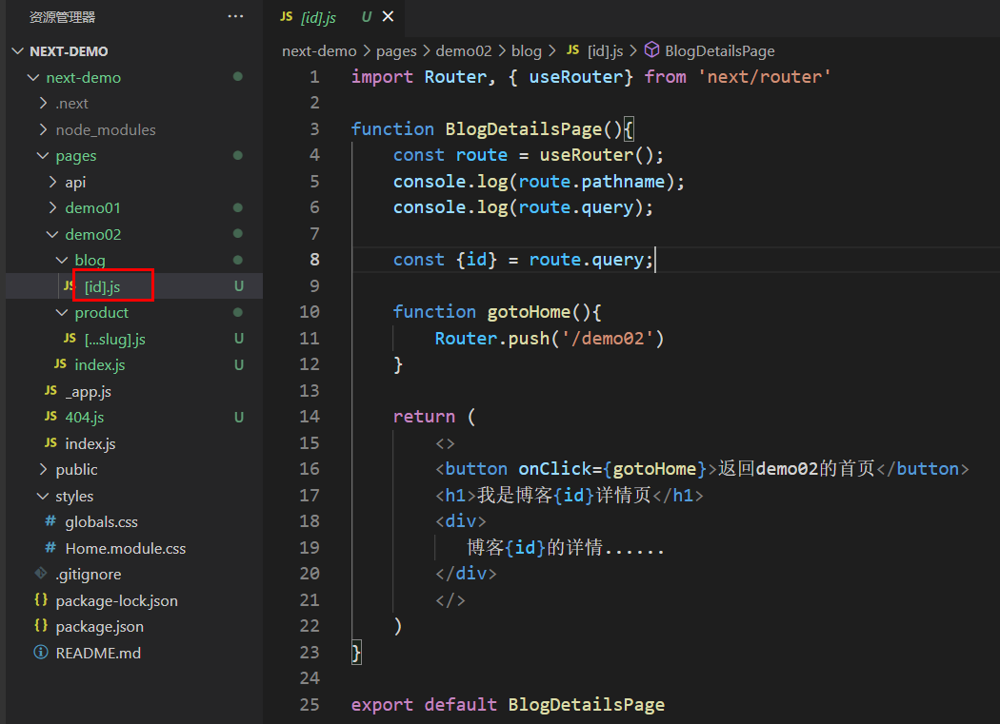 资源管理器 ···
NEXT-DEMO
next-demo
.next
node_modules
pages
api
demo01
demo02
blog
JS [id].js U
product
JS [...slug].js U
JS index.js U
JS _app.js
JS 404.js U
JS index.js
public
styles
# globals.css
# Home.module.css
.gitignore
{} package-lock.json
{} package.json
README.md
JS [id].js U
next-demo > pages > demo02 > blog > JS [id].js > BlogDetailsPage
1 import Router, { useRouter} from 'next/router'
2
3 function BlogDetailsPage(){
4 const route = useRouter();
5 console.log(route.pathname);
6 console.log(route.query);
7
8 const {id} = route.query;
9
10 function gotoHome(){
11 Router.push('/demo02')
12 }
13
14 return (
15 <>
16 <button onClick={gotoHome}>返回demo02的首页</button>
17 <h1>我是博客{id}详情页</h1>
18 <div>
19 博客{id}的详情......
20 </div>
21 </>
22 )
23 }
24
25 export default BlogDetailsPage